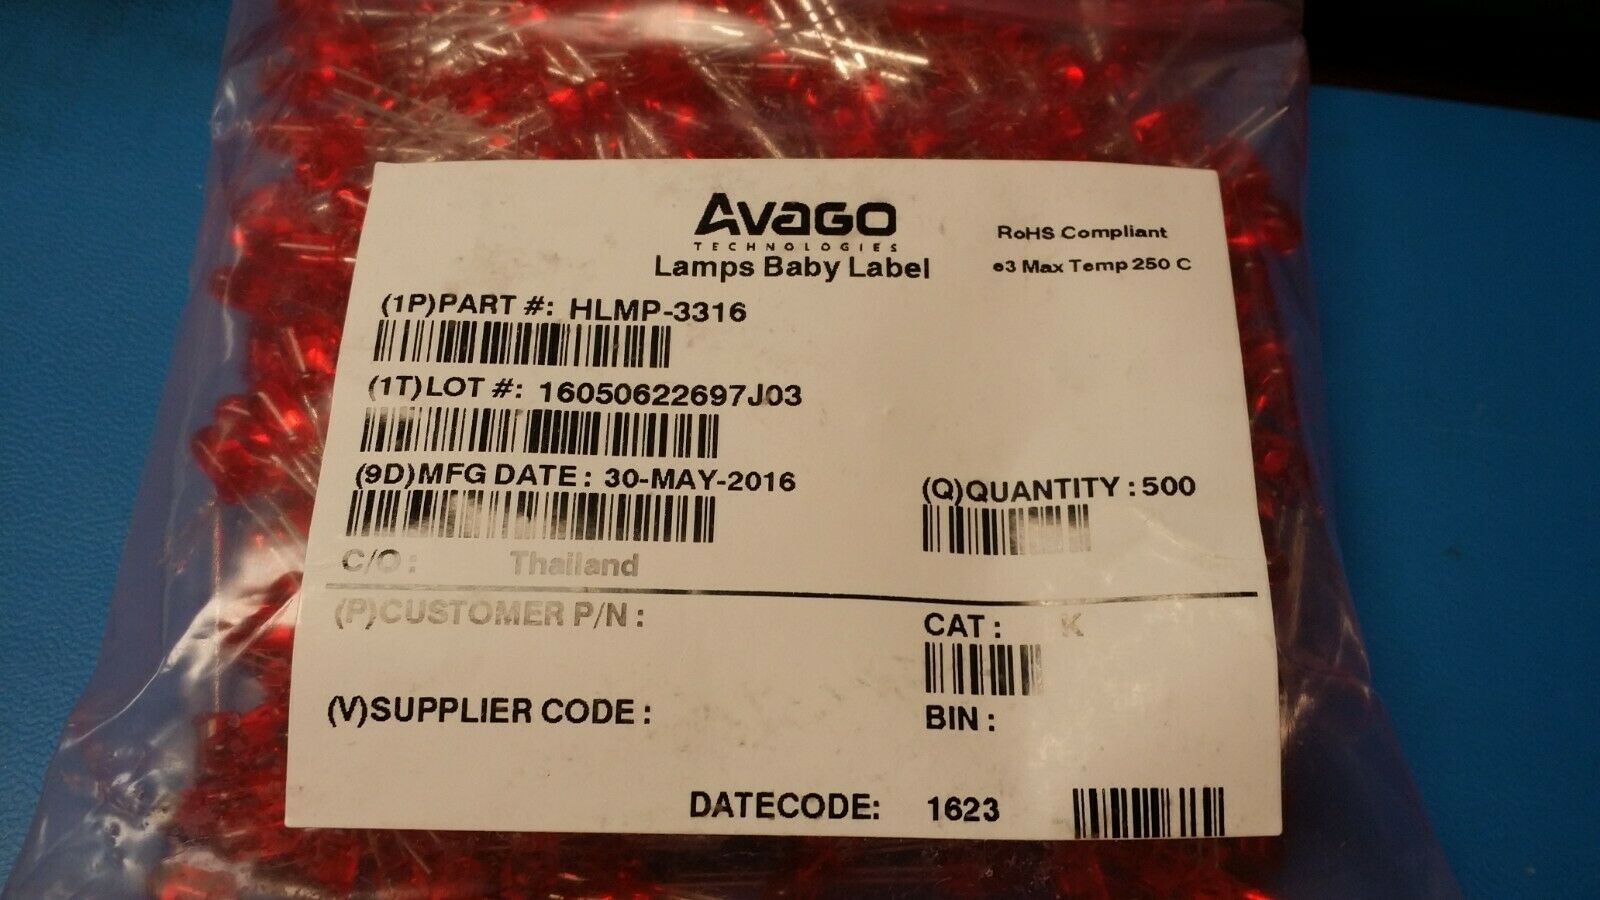 AVAGO
TECHNOLOGIES
Lamps Baby Label
RoHS Compliant
e3 Max Temp 250 C
(1P)PART #: HLMP-3316
(1T)LOT #: 16050622697J03
(9D)MFG DATE : 30-MAY-2016
(Q)QUANTITY : 500
C/O : Thailand
(P)CUSTOMER P/N :
CAT : K
(V)SUPPLIER CODE :
BIN :
DATECODE: 1623